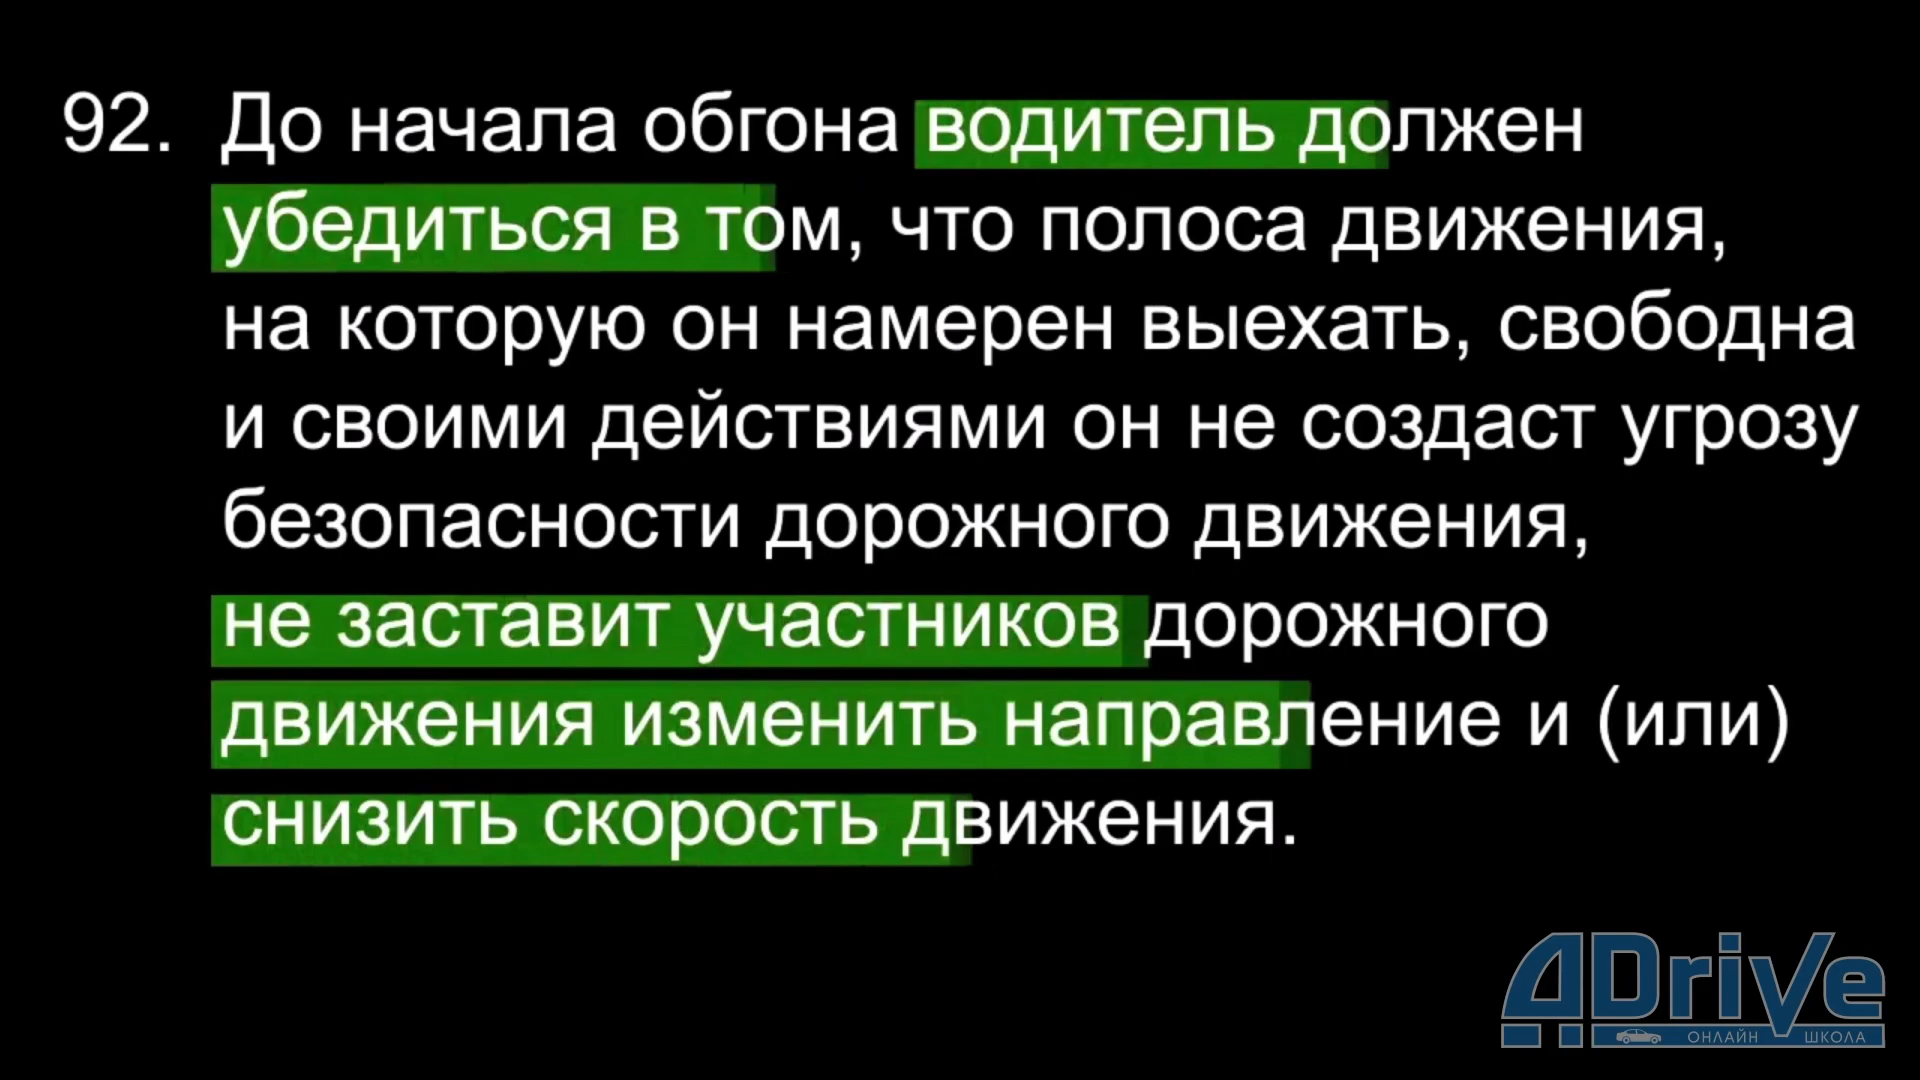 92. До начала обгона водитель должен
убедиться в том, что полоса движения,
на которую он намерен выехать, свободна
и своими действиями он не создаст угрозу
безопасности дорожного движения,
не заставит участников дорожного
движения изменить направление и (или)
снизить скорость движения.
ADrive
ОНЛАЙН ШКОЛА